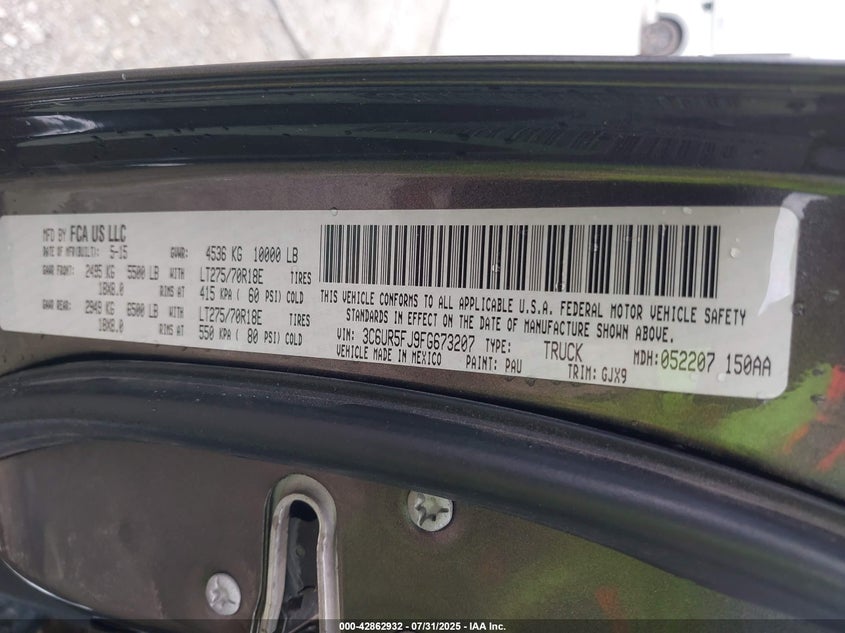 MFD BY FCA US LLC
DATE OF MFR(BUILT): 5-15 GVWR: 4536 KG 10000 LB
GAWR FRONT: 2495 KG 5500 LB WITH LT275/70R18E TIRES
18X8.0 RIMS AT 415 KPA ( 60 PSI) COLD
GAWR REAR: 2949 KG 6500 LB WITH LT275/70R18E TIRES
18X8.0 RIMS AT 550 KPA ( 80 PSI) COLD
THIS VEHICLE CONFORMS TO ALL APPLICABLE U.S.A. FEDERAL MOTOR VEHICLE SAFETY
STANDARDS IN EFFECT ON THE DATE OF MANUFACTURE SHOWN ABOVE.
VIN: 3C6UR5FJ9FG673207 TYPE: TRUCK MDH: 052207 150AA
VEHICLE MADE IN MEXICO PAINT: PAU TRIM: GJX9
000-42862932 - 07/31/2025 - IAA Inc.